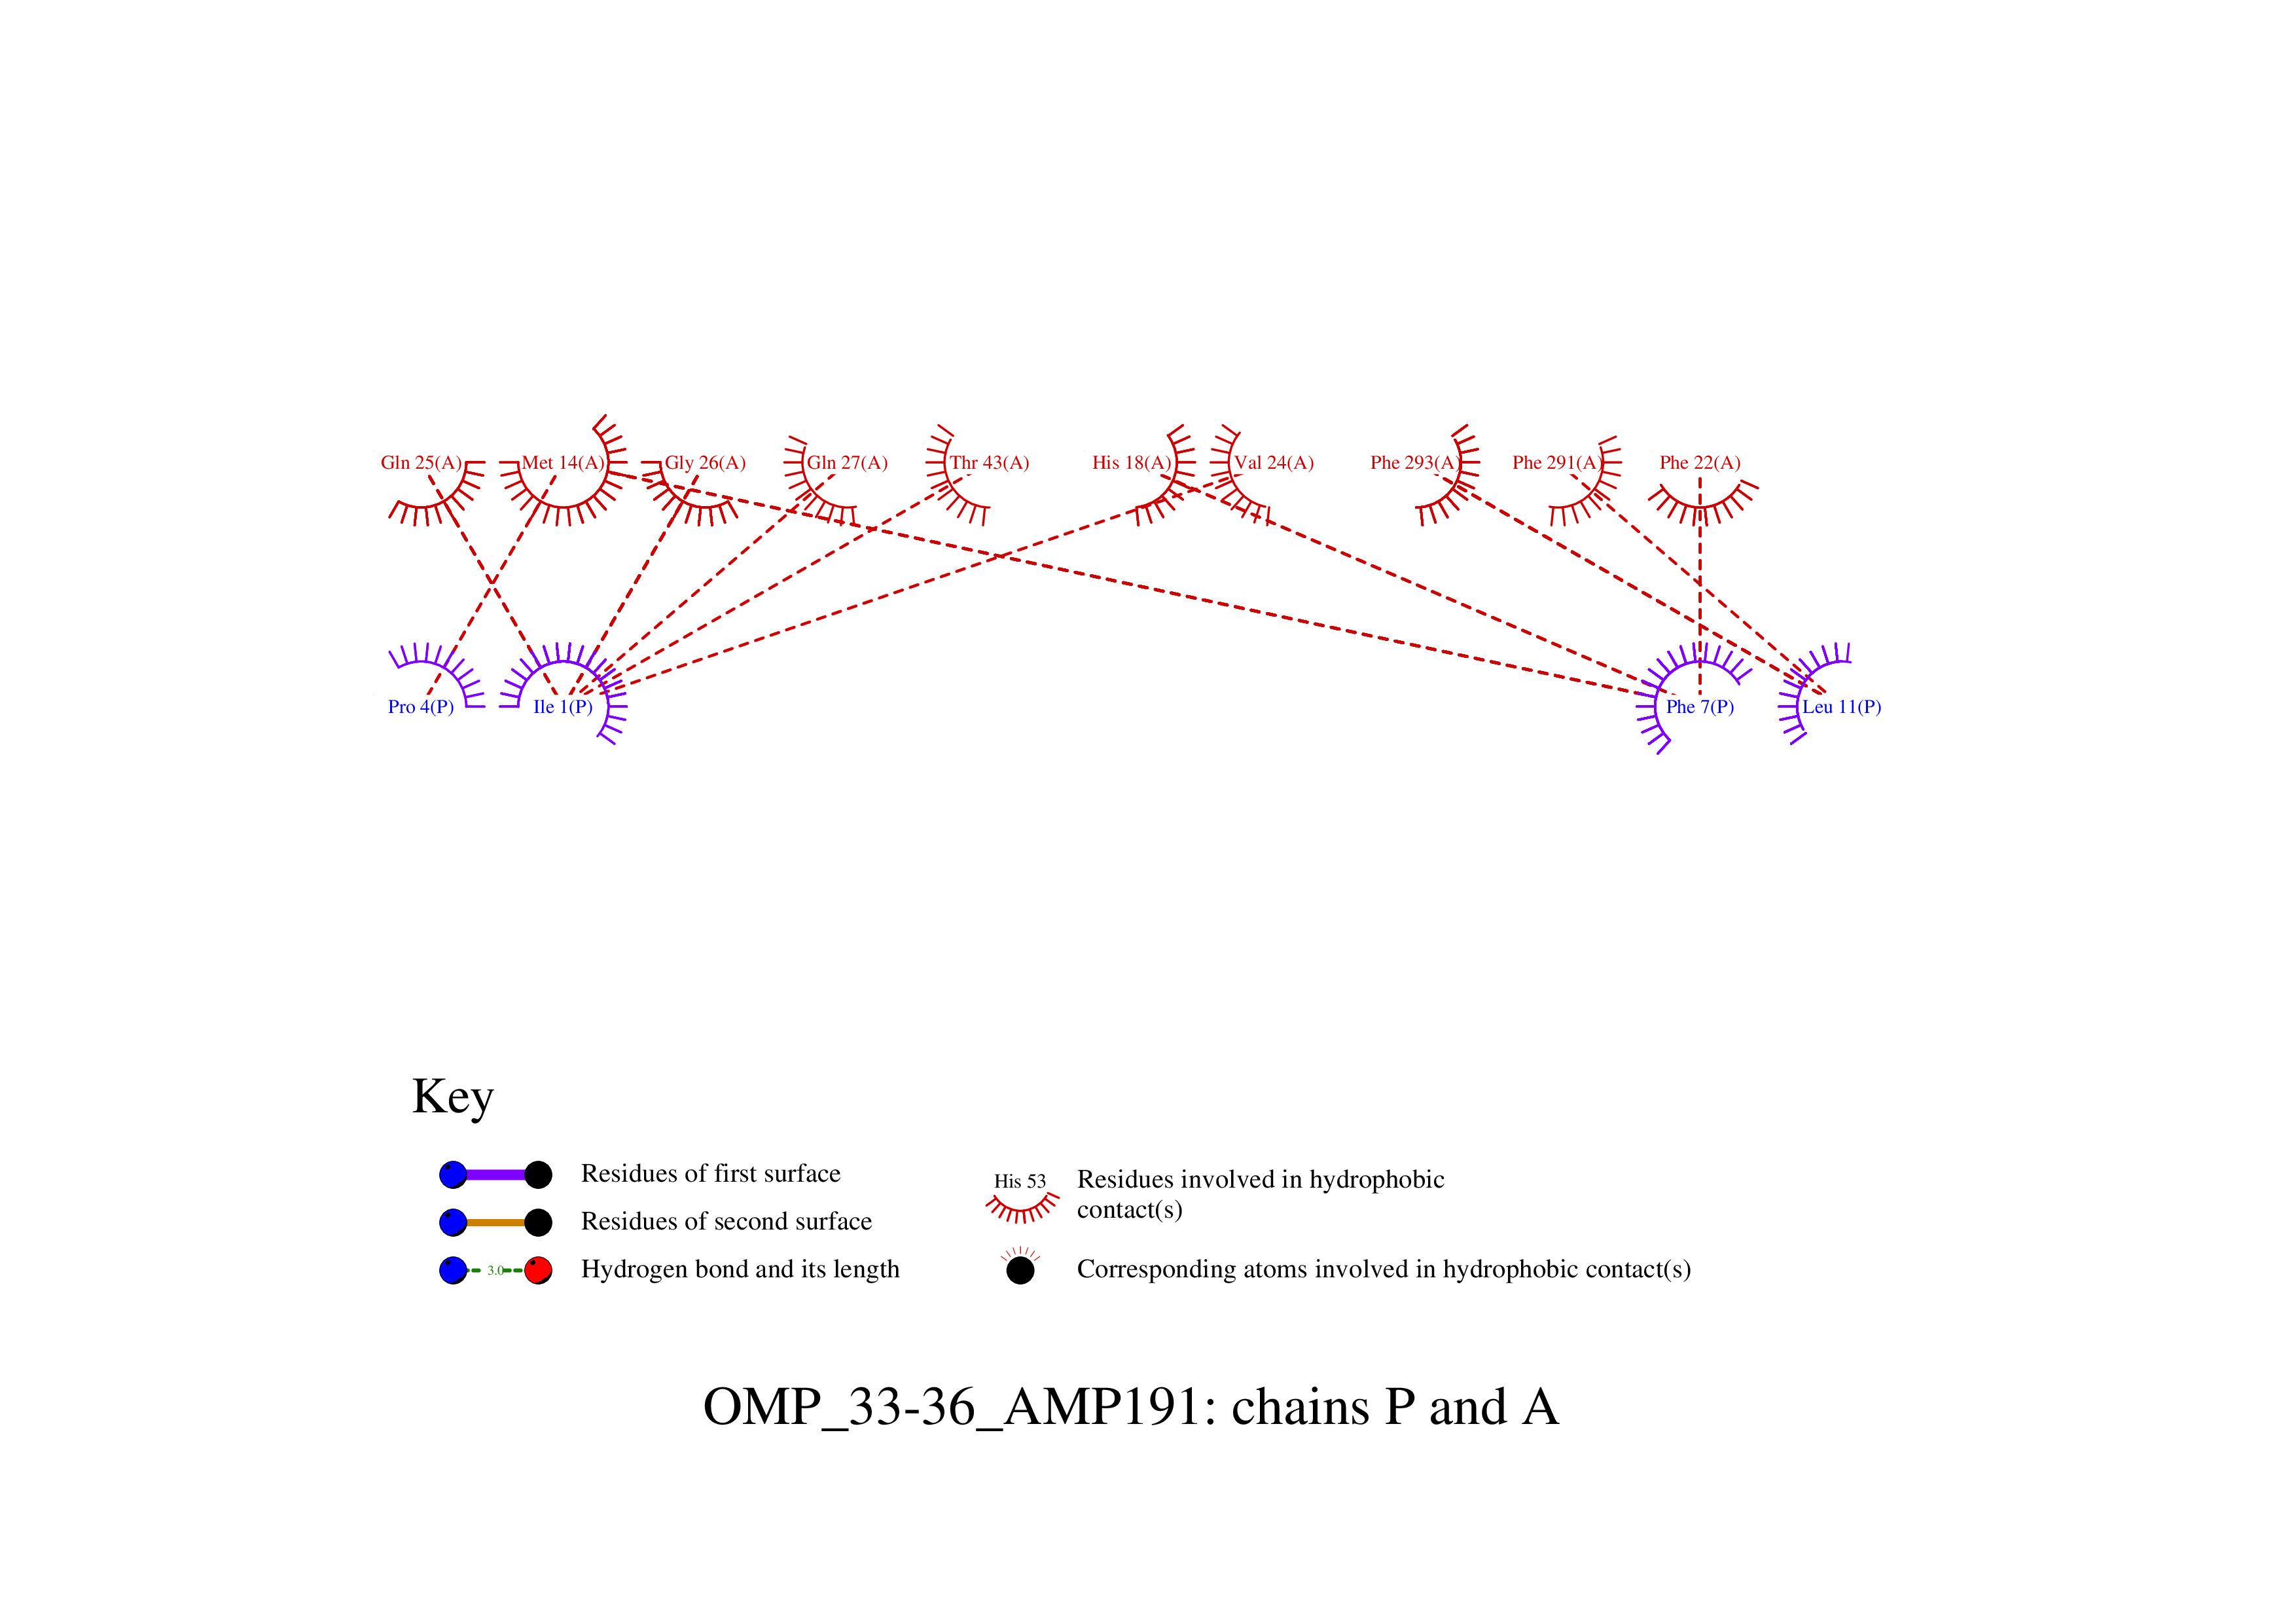 Gln 25(A) Met 14(A) Gly 26(A) Gln 27(A) Thr 43(A) His 18(A) Val 24(A) Phe 293(A) Phe 291(A) Phe 22(A)
Pro 4(P) Ile 1(P) Phe 7(P) Leu 11(P)
Key
Residues of first surface
Residues of second surface
3.0 Hydrogen bond and its length
His 53 Residues involved in hydrophobic
contact(s)
Corresponding atoms involved in hydrophobic contact(s)
OMP_33-36_AMP191: chains P and A